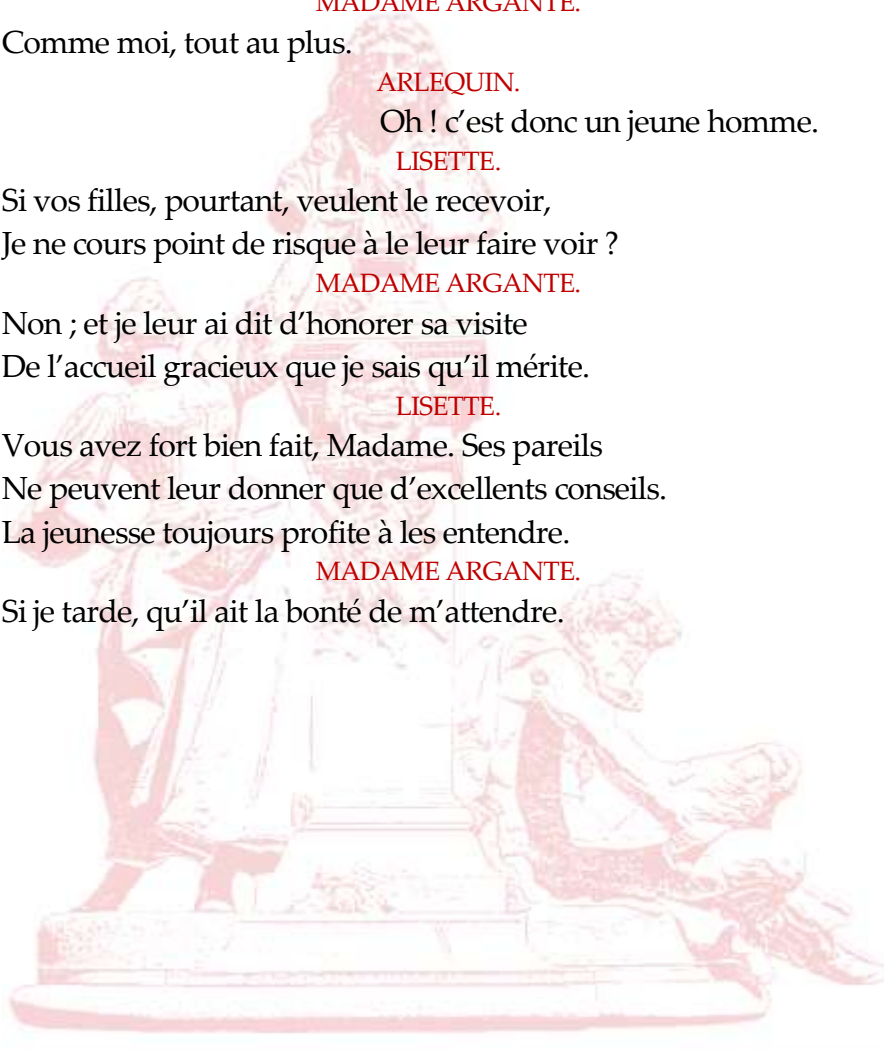 MADAME ARGANTE.
Comme moi, tout au plus.
ARLEQUIN.
Oh ! c’est donc un jeune homme.
LISETTE.
Si vos filles, pourtant, veulent le recevoir,
Je ne cours point de risque à le leur faire voir ?
MADAME ARGANTE.
Non ; et je leur ai dit d’honorer sa visite
De l’accueil gracieux que je sais qu’il mérite.
LISETTE.
Vous avez fort bien fait, Madame. Ses pareils
Ne peuvent leur donner que d’excellents conseils.
La jeunesse toujours profite à les entendre.
MADAME ARGANTE.
Si je tarde, qu’il ait la bonté de m’attendre.